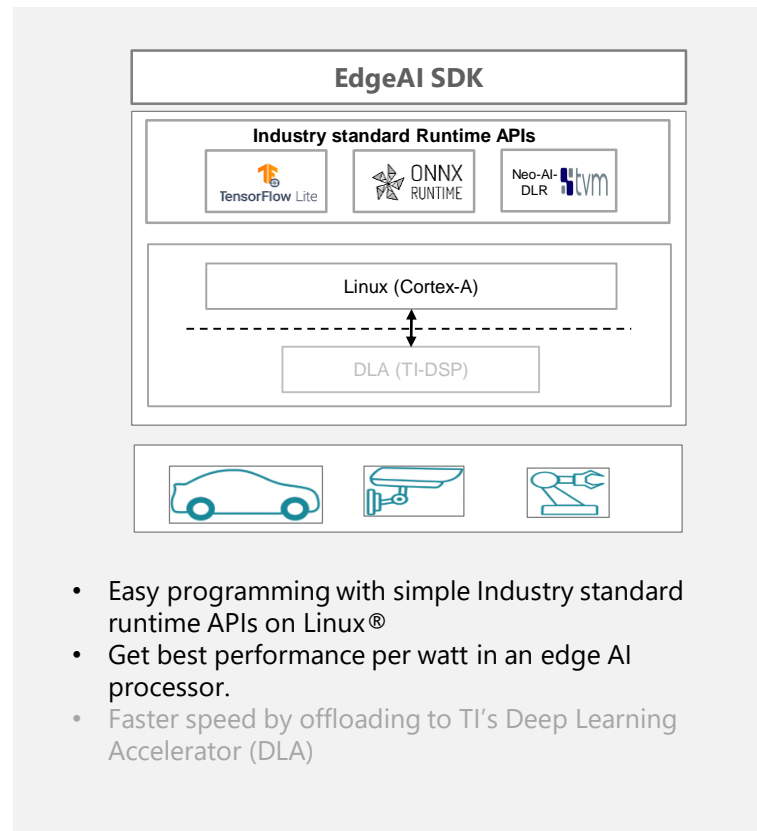 EdgeAI SDK
Industry standard Runtime APIs
TensorFlow Lite
ONNX
RUNTIME
Neo-AI-
DLR
tvm
Linux (Cortex-A)
DLA (TI-DSP)
• Easy programming with simple Industry standard
runtime APIs on Linux®
• Get best performance per watt in an edge AI
processor.
• Faster speed by offloading to TI’s Deep Learning
Accelerator (DLA)